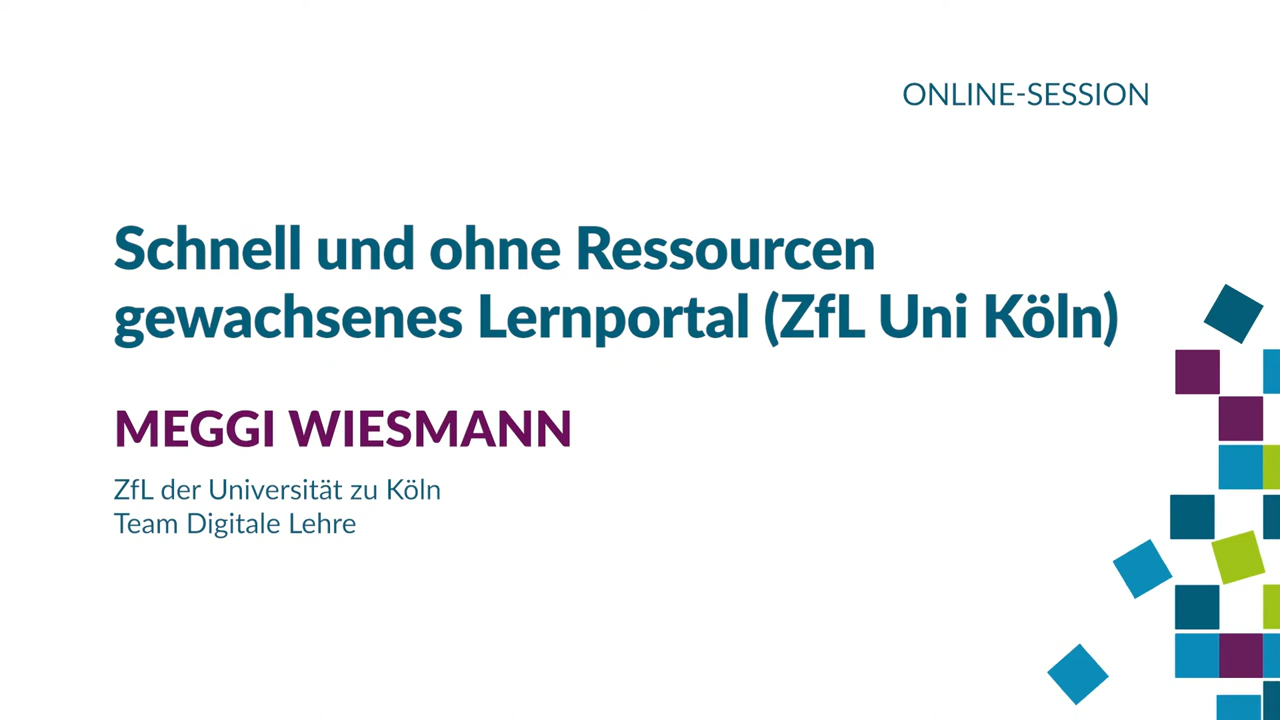 ONLINE-SESSION
Schnell und ohne Ressourcen
gewachsenes Lernportal (ZfL Uni Köln)
MEGGI WIESMANN
ZfL der Universität zu Köln
Team Digitale Lehre